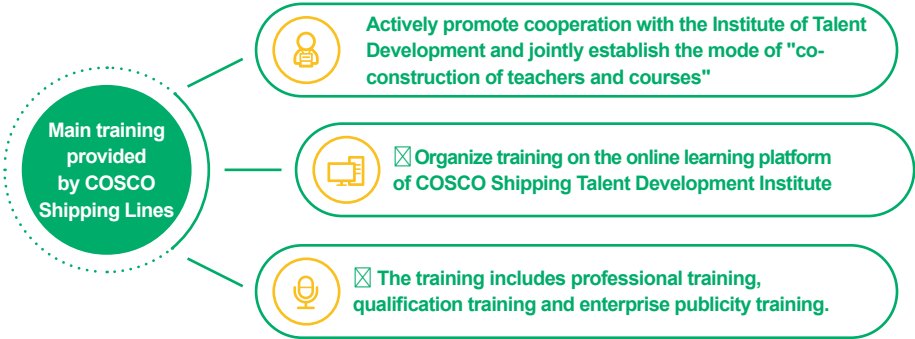 Main training
provided
by COSCO
Shipping Lines
Actively promote cooperation with the Institute of Talent
Development and jointly establish the mode of "co-
construction of teachers and courses"
Organize training on the online learning platform
of COSCO Shipping Talent Development Institute
The training includes professional training,
qualification training and enterprise publicity training.